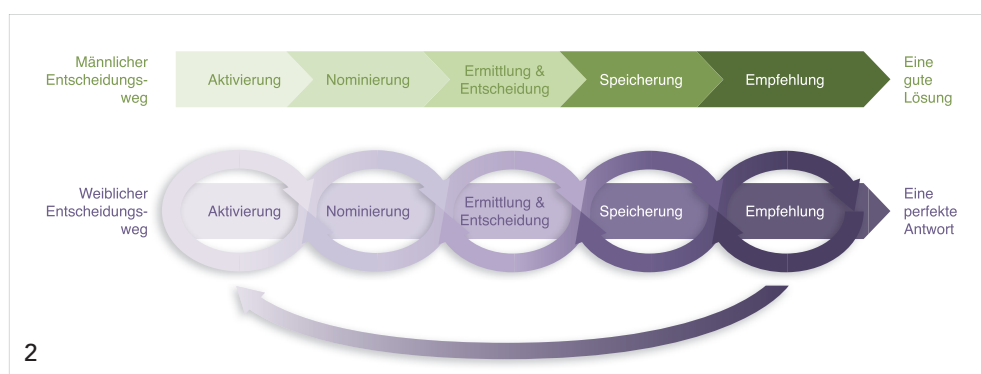 Männlicher
Entscheidungs-
weg
Aktivierung
Nominierung
Ermittlung &
Entscheidung
Speicherung
Empfehlung
Eine
gute
Lösung
Weiblicher
Entscheidungs-
weg
Aktivierung
Nominierung
Ermittlung &
Entscheidung
Speicherung
Empfehlung
Eine
perfekte
Antwort
2